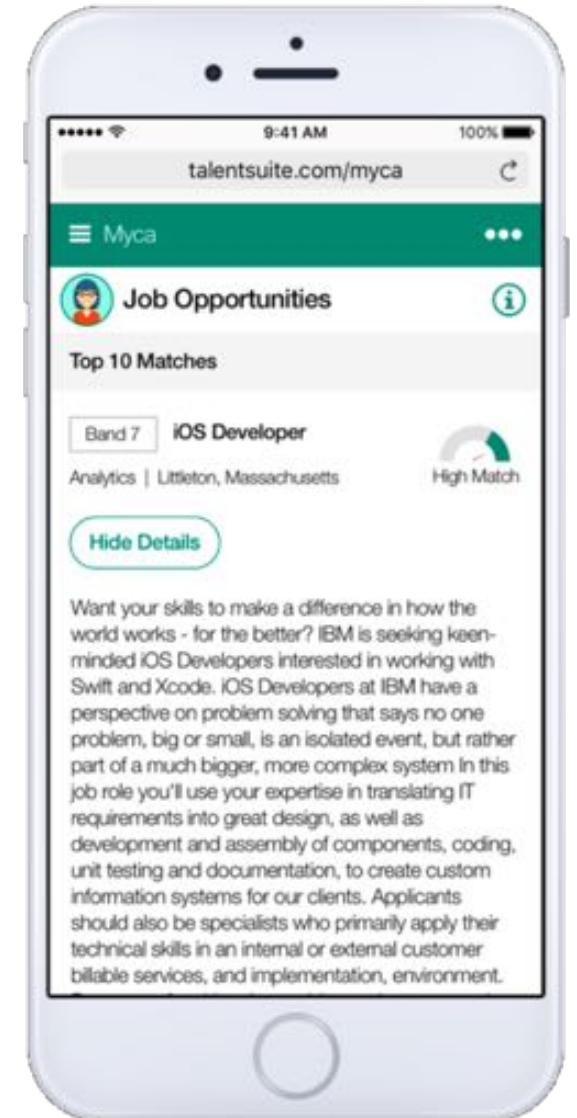 9:41 AM
100%
talentsuite.com/myca
Myca
Job Opportunities
Top 10 Matches
Band 7
iOS Developer
Analytics | Littleton, Massachusetts
High Match
Hide Details
Want your skills to make a difference in how the
world works - for the better? IBM is seeking keen-
minded iOS Developers interested in working with
Swift and Xcode. iOS Developers at IBM have a
perspective on problem solving that says no one
problem, big or small, is an isolated event, but rather
part of a much bigger, more complex system In this
job role you'll use your expertise in translating IT
requirements into great design, as well as
development and assembly of components, coding,
unit testing and documentation, to create custom
information systems for our clients. Applicants
should also be specialists who primarily apply their
technical skills in an internal or external customer
billable services, and implementation, environment.